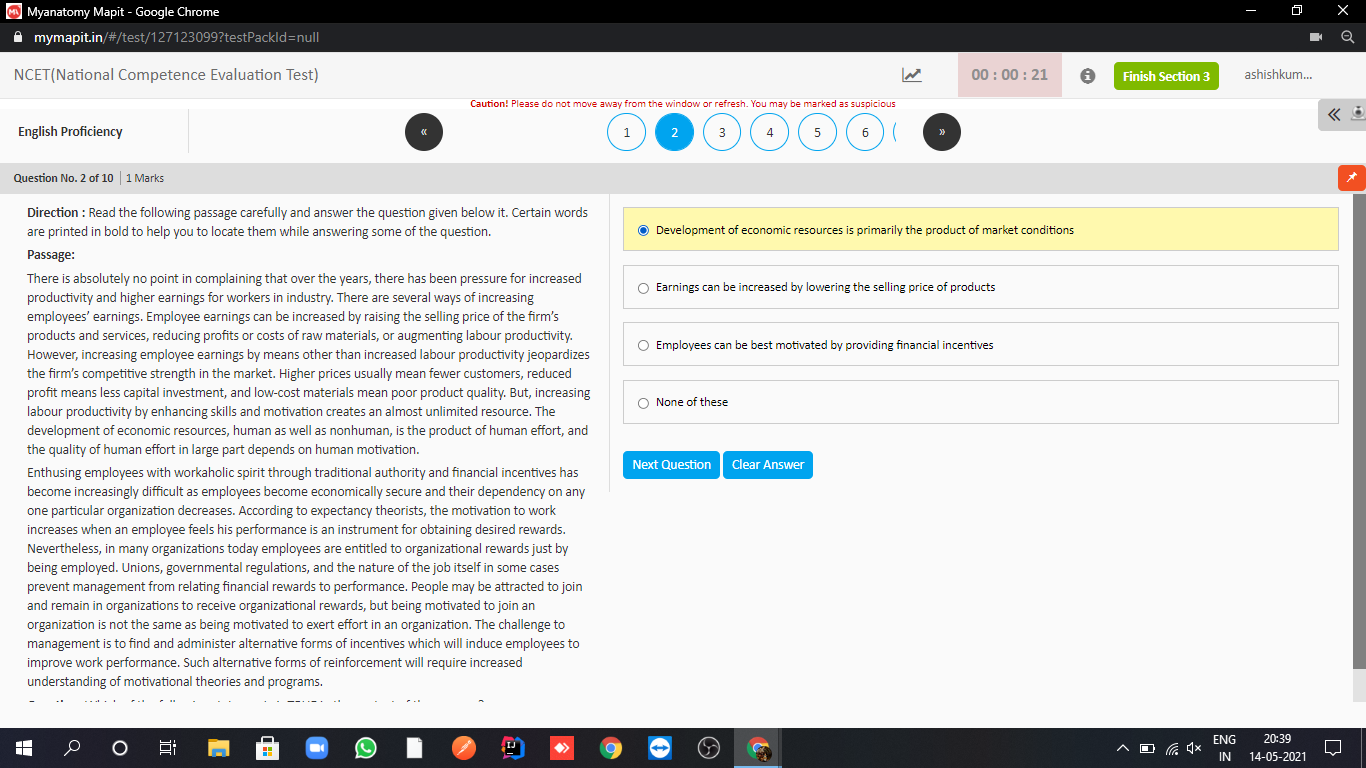 Myanatomy Mapit - Google Chrome
mymapit.in/#/test/127123099?testPackId=null
NCET(National Competence Evaluation Test)
00 : 00 : 21
Finish Section 3
ashishkum...
Caution! Please do not move away from the window or refresh. You may be marked as suspicious
English Proficiency
«
1
2
3
4
5
6
»
Question No. 2 of 10 | 1 Marks
Direction : Read the following passage carefully and answer the question given below it. Certain words
are printed in bold to help you to locate them while answering some of the question.
Passage:
There is absolutely no point in complaining that over the years, there has been pressure for increased
productivity and higher earnings for workers in industry. There are several ways of increasing
employees’ earnings. Employee earnings can be increased by raising the selling price of the firm’s
products and services, reducing profits or costs of raw materials, or augmenting labour productivity.
However, increasing employee earnings by means other than increased labour productivity jeopardizes
the firm’s competitive strength in the market. Higher prices usually mean fewer customers, reduced
profit means less capital investment, and low-cost materials mean poor product quality. But, increasing
labour productivity by enhancing skills and motivation creates an almost unlimited resource. The
development of economic resources, human as well as nonhuman, is the product of human effort, and
the quality of human effort in large part depends on human motivation.
Enthusing employees with workaholic spirit through traditional authority and financial incentives has
become increasingly difficult as employees become economically secure and their dependency on any
one particular organization decreases. According to expectancy theorists, the motivation to work
increases when an employee feels his performance is an instrument for obtaining desired rewards.
Nevertheless, in many organizations today employees are entitled to organizational rewards just by
being employed. Unions, governmental regulations, and the nature of the job itself in some cases
prevent management from relating financial rewards to performance. People may be attracted to join
and remain in organizations to receive organizational rewards, but being motivated to join an
organization is not the same as being motivated to exert effort in an organization. The challenge to
management is to find and administer alternative forms of incentives which will induce employees to
improve work performance. Such alternative forms of reinforcement will require increased
understanding of motivational theories and programs.
Development of economic resources is primarily the product of market conditions
Earnings can be increased by lowering the selling price of products
Employees can be best motivated by providing financial incentives
None of these
Next Question
Clear Answer
ENG
IN
20:39
14-05-2021